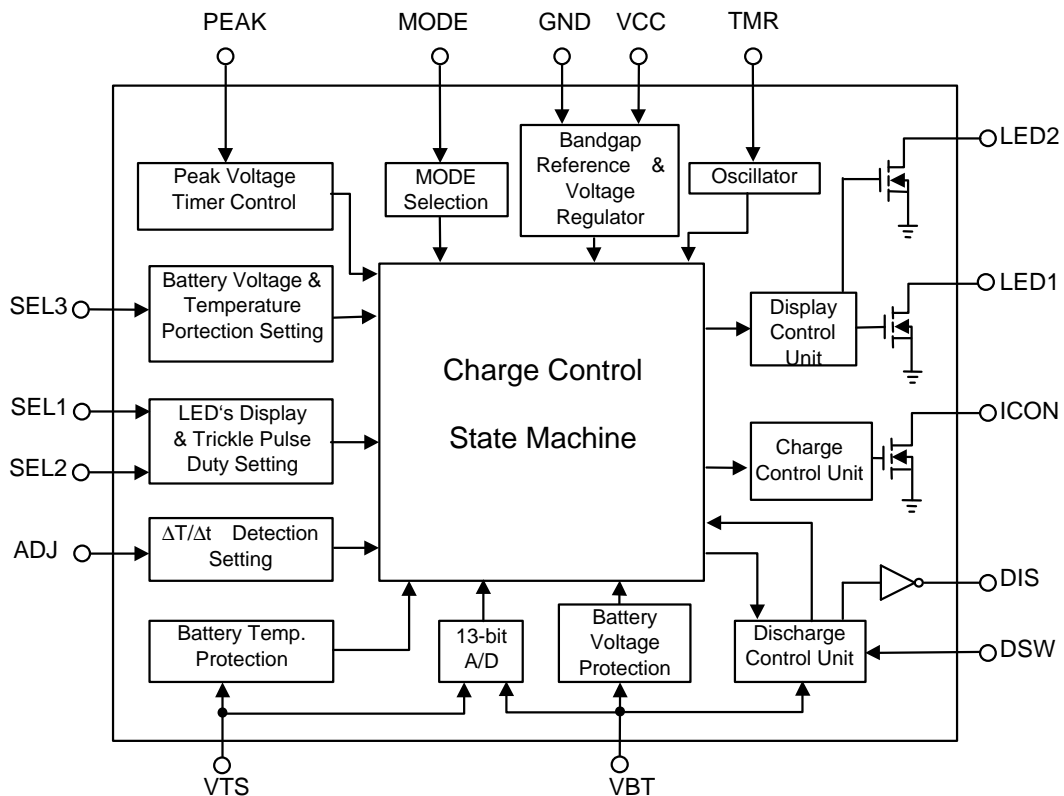 PEAK
MODE
GND
VCC
TMR
LED2
Peak Voltage
Timer Control
MODE
Selection
Bandgap
Reference &
Voltage
Regulator
Oscillator
SEL3
Battery Voltage &
Temperature
Portection Setting
LED1
Display
Control
Unit
Charge Control
State Machine
SEL1
SEL2
LED‘s Display
& Trickle Pulse
Duty Setting
ICON
Charge
Control Unit
ADJ
ΔT/Δt Detection
Setting
DIS
Battery Temp.
Protection
13-bit
A/D
Battery
Voltage
Protection
Discharge
Control Unit
DSW
VTS
VBT